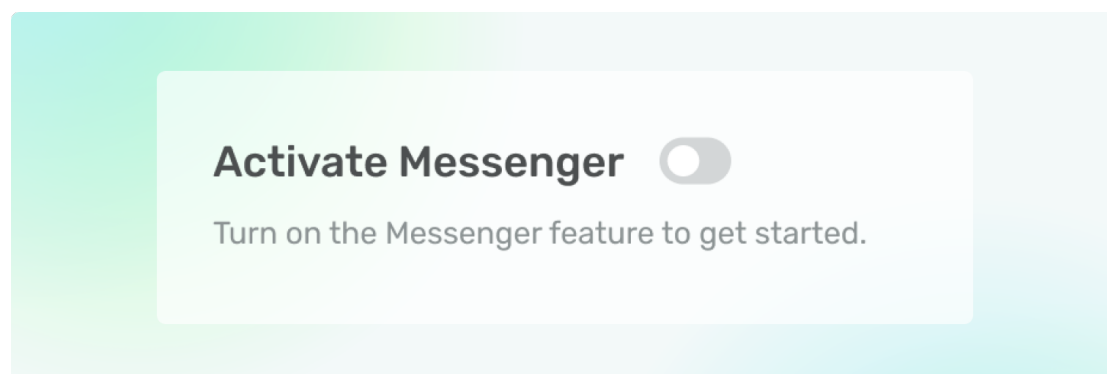 Activate Messenger
Turn on the Messenger feature to get started.